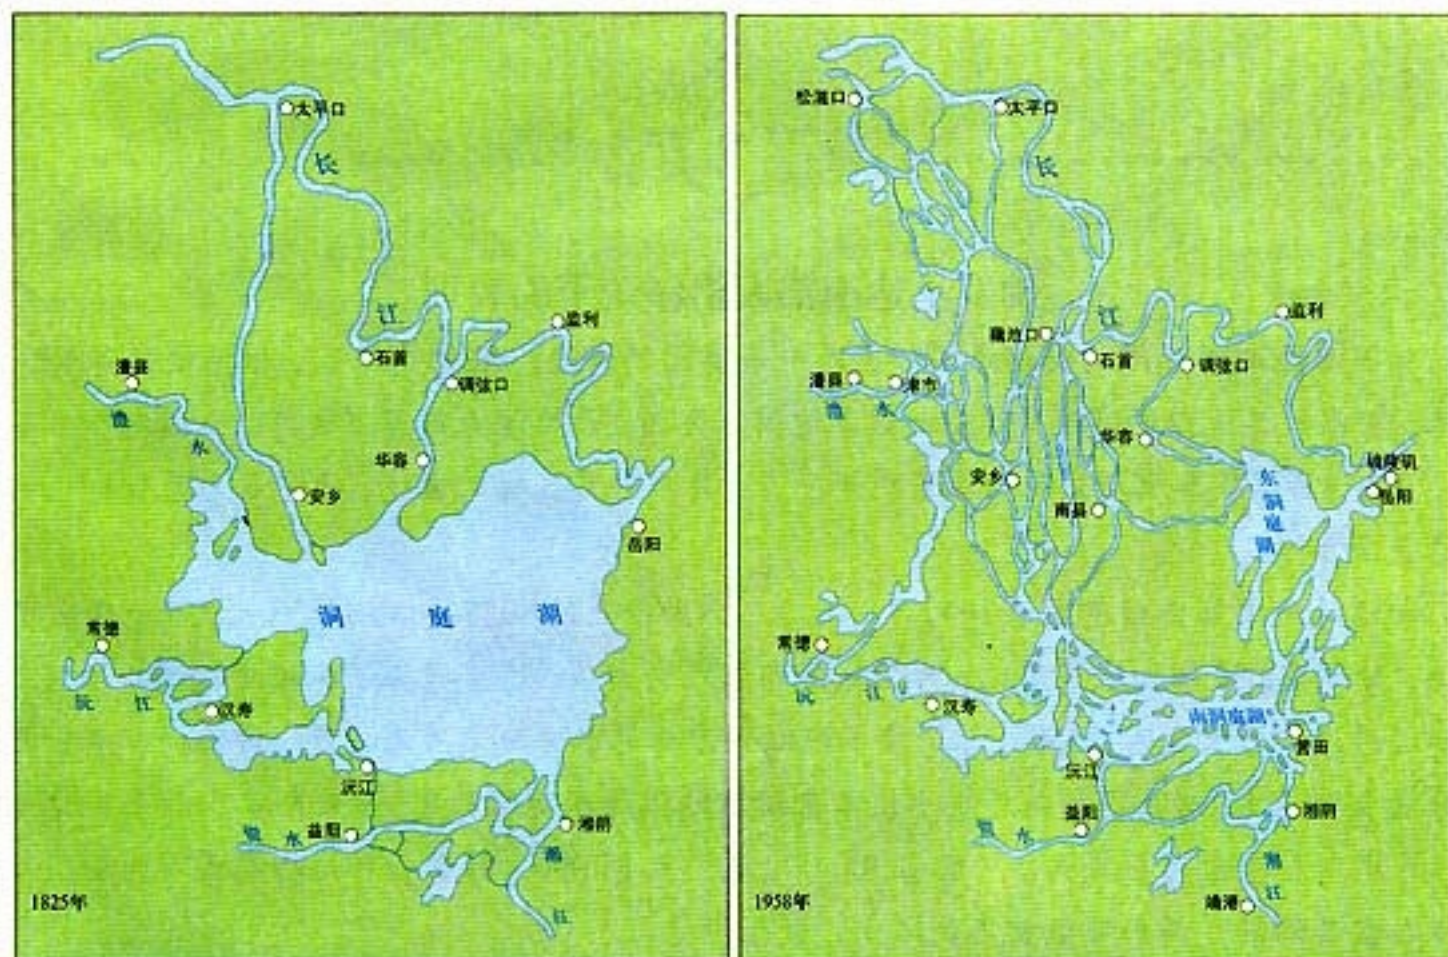 太平口
长
江
监利
石首
调弦口
澧县
澧
水
华容
安乡
岳阳
洞庭湖
常德
沅江
汉寿
沅江
益阳
水
湘阴
湘
江
1825年
松滋口
太平口
长
江
监利
藕池口
石首
调弦口
澧县
津市
澧水
华容
安乡
南县
东洞庭湖
城陵矶
岳阳
常德
沅江
汉寿
南洞庭湖
营田
沅江
益阳
水
湘阴
湘
江
1958年